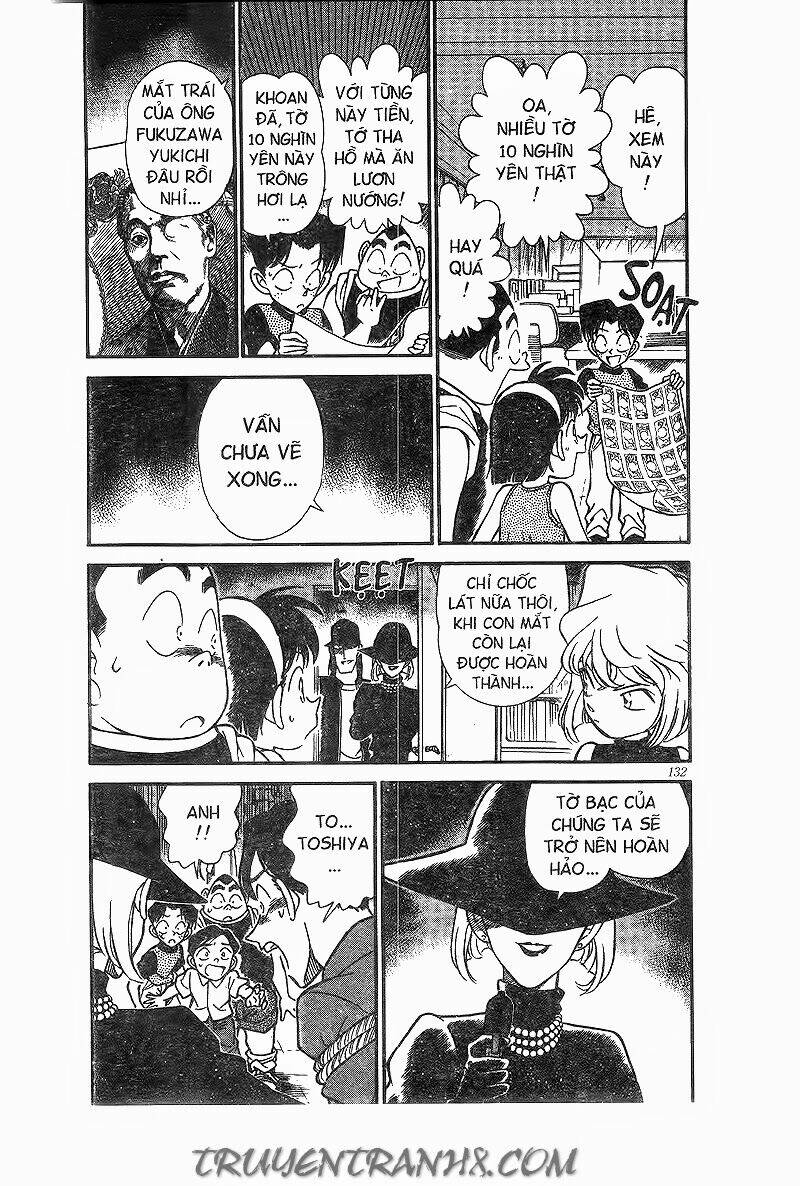 HÊ,
XEM
NÀY
!
OA,
NHIỀU TỜ
10 NGHÌN
YÊN THẬT
!
HAY
QUÁ
!
SOẠT
VỚI TỪNG
NÀY TIỀN,
TỚ THA
HỒ MÀ ĂN
LƯƠN
NƯỚNG!
KHOAN
ĐÃ, TỜ
10 NGHÌN
YÊN NÀY
TRÔNG
HƠI LẠ
...
MẮT TRÁI
CỦA ÔNG
FUKUZAWA
YUKICHI
ĐÂU RỒI
NHỈ...
VẪN
CHƯA VẼ
XONG...
CHỈ CHỐC
LÁT NỮA THÔI,
KHI CON MẮT
CÒN LẠI
ĐƯỢC HOÀN
THÀNH...
KẸẸT
132
TỜ BẠC CỦA
CHÚNG TA SẼ
TRỞ NÊN HOÀN
HẢO...
TO...
TOSHIYA
...
ANH
!!
TRUYENTRANH8.COM